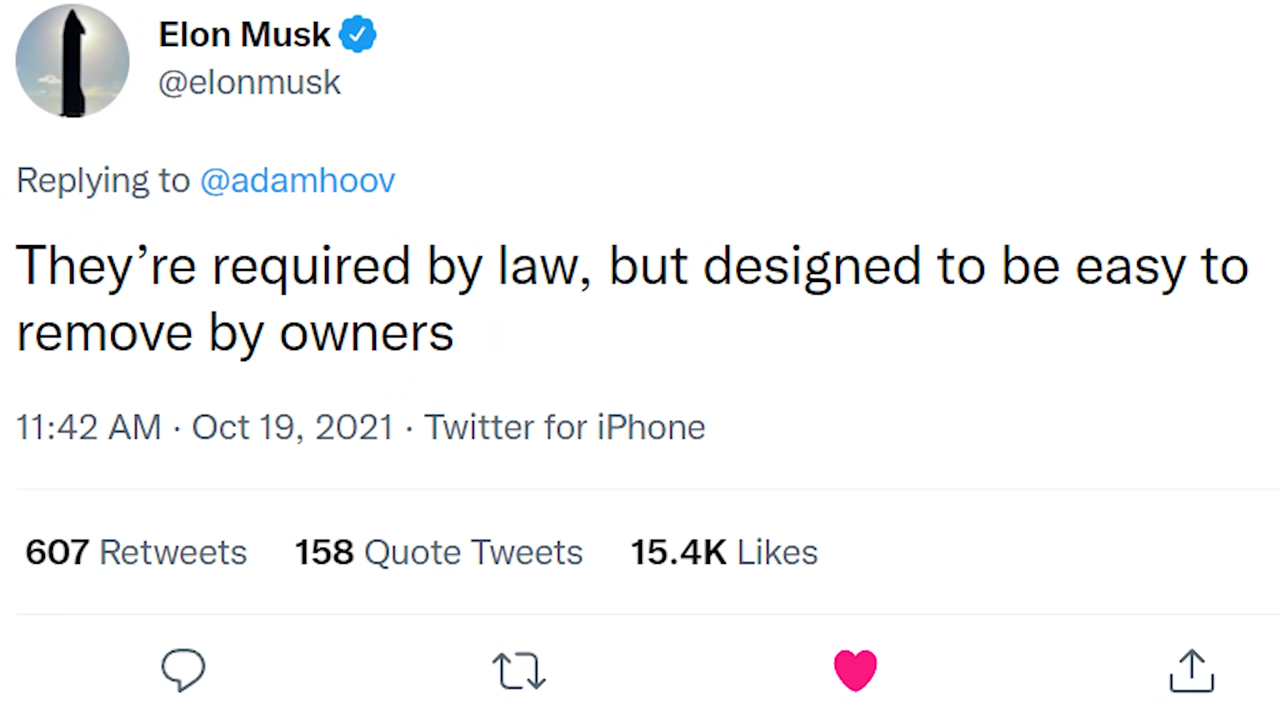 Elon Musk
@elonmusk
Replying to @adamhoov
They’re required by law, but designed to be easy to
remove by owners
11:42 AM · Oct 19, 2021 · Twitter for iPhone
607 Retweets 158 Quote Tweets 15.4K Likes